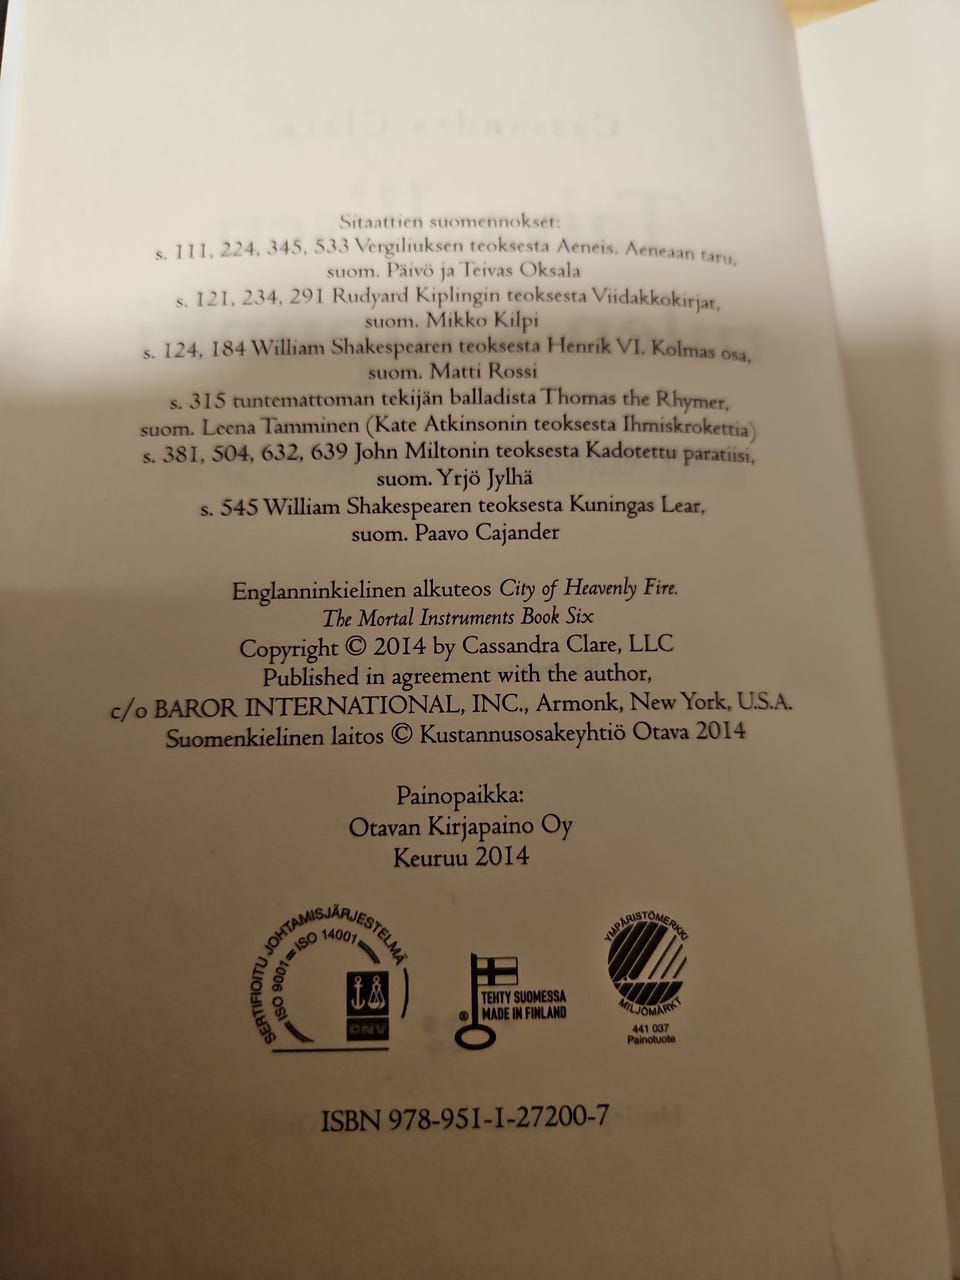 Sitaattien suomennokset:
s. 111, 224, 345, 533 Vergiliuksen teoksesta Aeneis. Aeneaan taru,
suom. Päivö ja Teivas Oksala
s. 121, 234, 291 Rudyard Kiplingin teoksesta Viidakkokirjat,
suom. Mikko Kilpi
s. 124, 184 William Shakespearen teoksesta Henrik VI. Kolmas osa,
suom. Matti Rossi
s. 315 tuntemattoman tekijän balladista Thomas the Rhymer,
suom. Leena Tamminen (Kate Atkinsonin teoksesta Ihmiskrokettia)
s. 381, 504, 632, 639 John Miltonin teoksesta Kadotettu paratiisi,
suom. Yrjö Jylhä
s. 545 William Shakespearen teoksesta Kuningas Lear,
suom. Paavo Cajander
Englanninkielinen alkuteos City of Heavenly Fire.
The Mortal Instruments Book Six
Copyright © 2014 by Cassandra Clare, LLC
Published in agreement with the author,
c/o BAROR INTERNATIONAL, INC., Armonk, New York, U.S.A.
Suomenkielinen laitos © Kustannusosakeyhtiö Otava 2014
Painopaikka:
Otavan Kirjapaino Oy
Keuruu 2014
SERTIFIOITU JOHTAMISJÄRJESTELMÄ
ISO 9001 = ISO 14001
DNV
TEHTY SUOMESSA
® MADE IN FINLAND
YMPÄRISTÖMERKKI
MILJÖMÄRKT
441 037
Painotuote
ISBN 978-951-1-27200-7